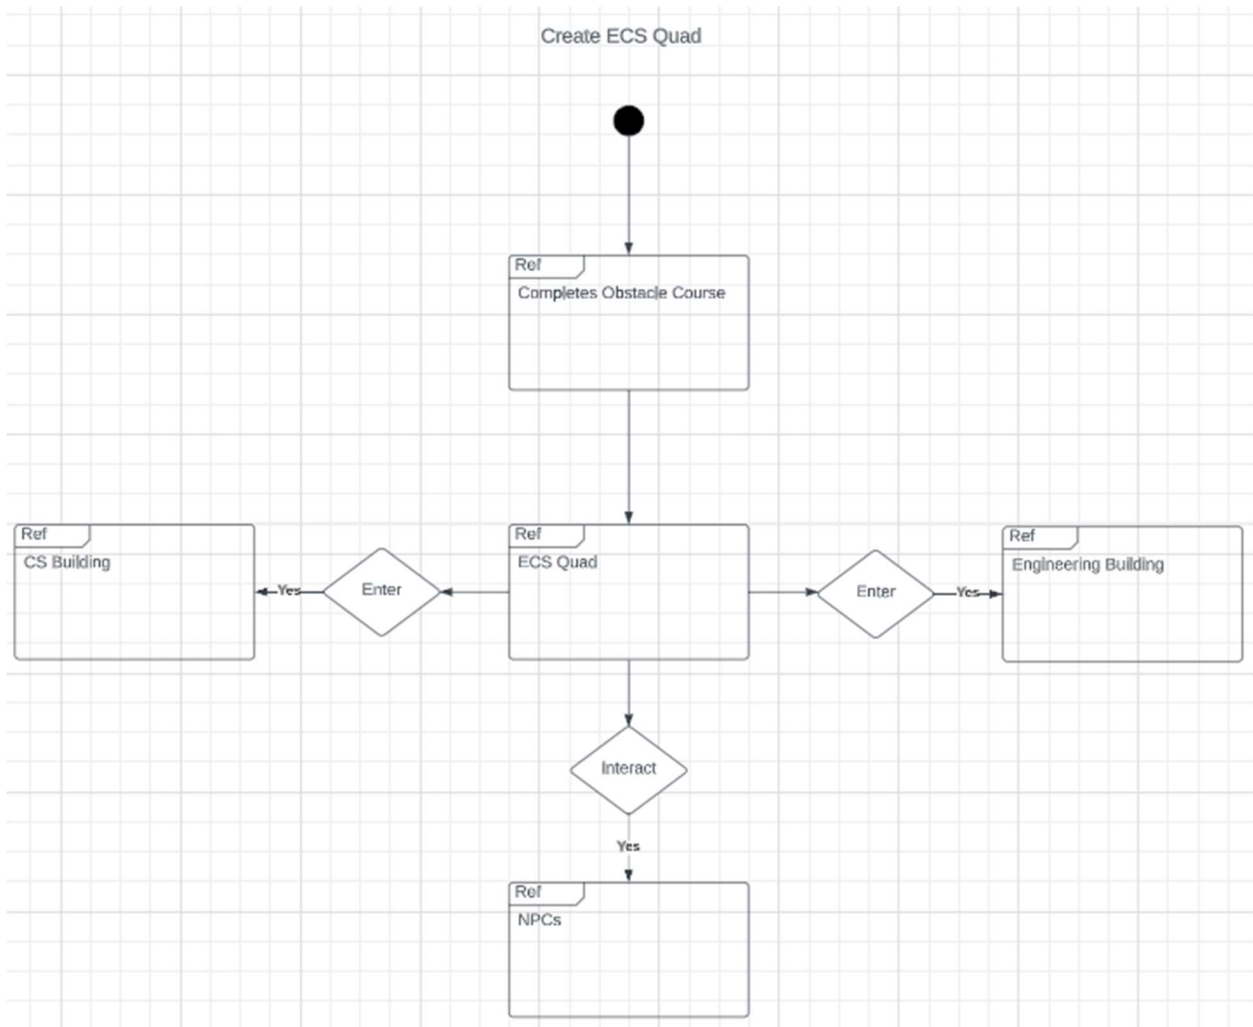 Create ECS Quad
Ref
Completes Obstacle Course
Ref
CS Building
Yes
Enter
Ref
ECS Quad
Enter
Yes
Ref
Engineering Building
Interact
Yes
Ref
NPCs